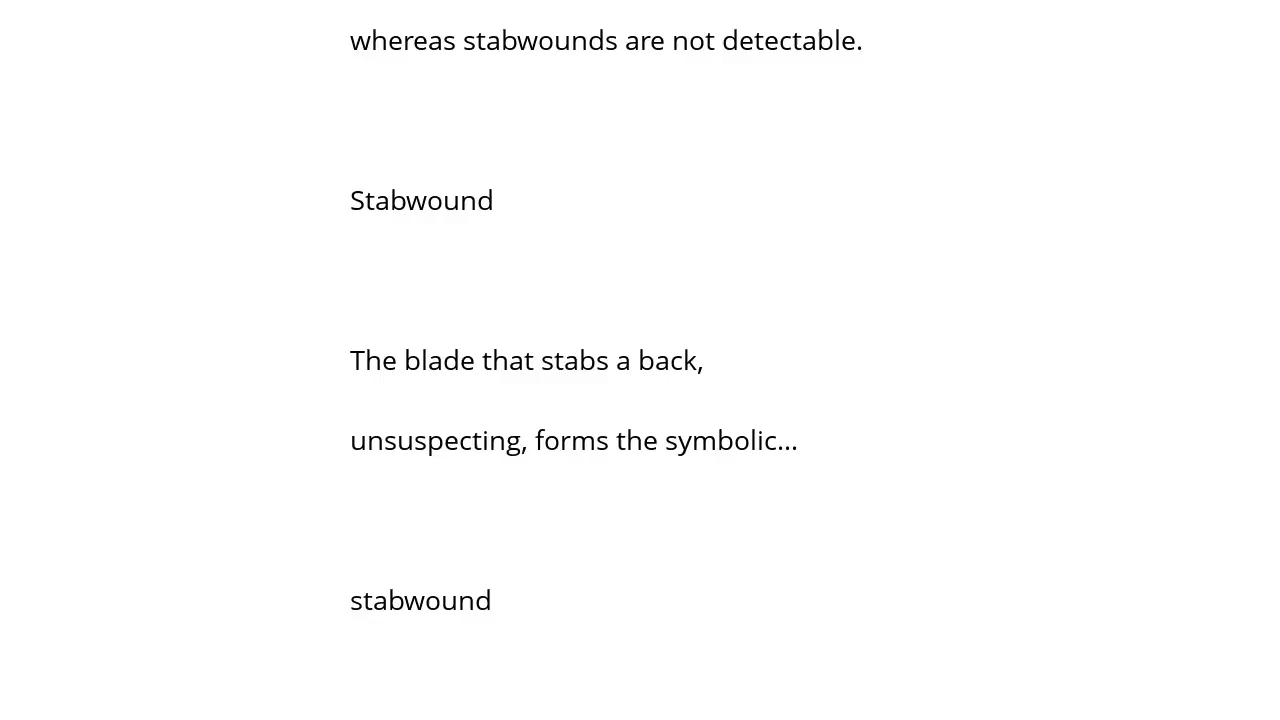 whereas stabwounds are not detectable.
Stabwound
The blade that stabs a back,
unsuspecting, forms the symbolic...
stabwound